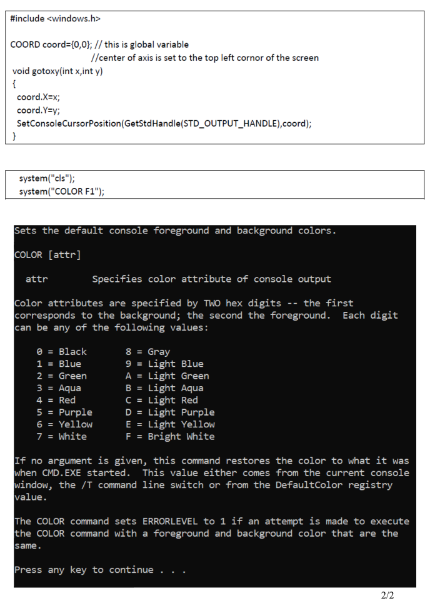 #include <windows.h>
COORD coord={0,0}; // this is global variable
//center of axis is set to the top left cornor of the screen
void gotoxy(int x,int y)
{
coord.X=x;
coord.Y=y;
SetConsoleCursorPosition(GetStdHandle(STD_OUTPUT_HANDLE),coord);
}
system("cls");
system("COLOR F1");
Sets the default console foreground and background colors.
COLOR [attr]
attr Specifies color attribute of console output
Color attributes are specified by TWO hex digits -- the first
corresponds to the background; the second the foreground. Each digit
can be any of the following values:
0 = Black 8 = Gray
1 = Blue 9 = Light Blue
2 = Green A = Light Green
3 = Aqua B = Light Aqua
4 = Red C = Light Red
5 = Purple D = Light Purple
6 = Yellow E = Light Yellow
7 = White F = Bright White
If no argument is given, this command restores the color to what it was
when CMD.EXE started. This value either comes from the current console
window, the /T command line switch or from the DefaultColor registry
value.
The COLOR command sets ERRORLEVEL to 1 if an attempt is made to execute
the COLOR command with a foreground and background color that are the
same.
Press any key to continue . . .
2/2